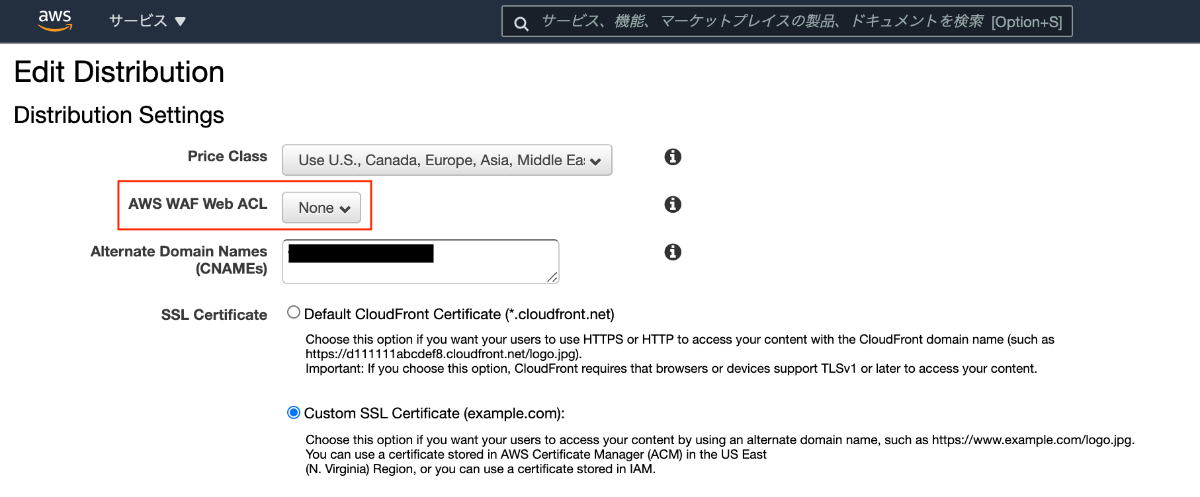 aws サービス ▼ サービス、機能、マーケットプレイスの製品、ドキュメントを検索 [Option+S]
Edit Distribution
Distribution Settings
Price Class Use U.S., Canada, Europe, Asia, Middle Ea
AWS WAF Web ACL None
Alternate Domain Names
(CNAMEs)
SSL Certificate Default CloudFront Certificate (*.cloudfront.net)
Choose this option if you want your users to use HTTPS or HTTP to access your content with the CloudFront domain name (such as
https://d111111abcdef8.cloudfront.net/logo.jpg).
Important: If you choose this option, CloudFront requires that browsers or devices support TLSv1 or later to access your content.
Custom SSL Certificate (example.com):
Choose this option if you want your users to access your content by using an alternate domain name, such as https://www.example.com/logo.jpg.
You can use a certificate stored in AWS Certificate Manager (ACM) in the US East
(N. Virginia) Region, or you can use a certificate stored in IAM.